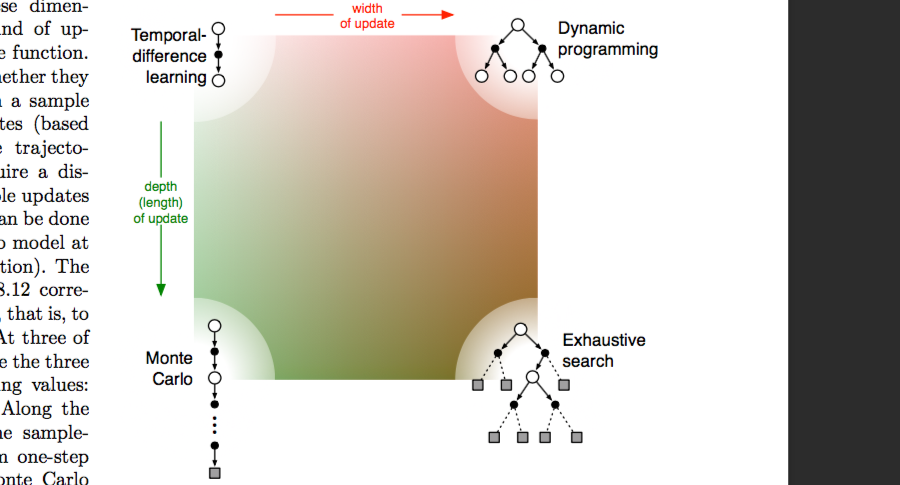 se dimen-
nd of up-
e function.
hether they
a sample
tes (based
e trajecto-
uire a dis-
le updates
an be done
o model at
tion). The
8.12 corre-
, that is, to
At three of
e the three
ng values:
Along the
ne sample-
m one-step
onte Carlo
width
of update
Temporal-
difference
learning
Dynamic
programming
depth
(length)
of update
Monte
Carlo
Exhaustive
search